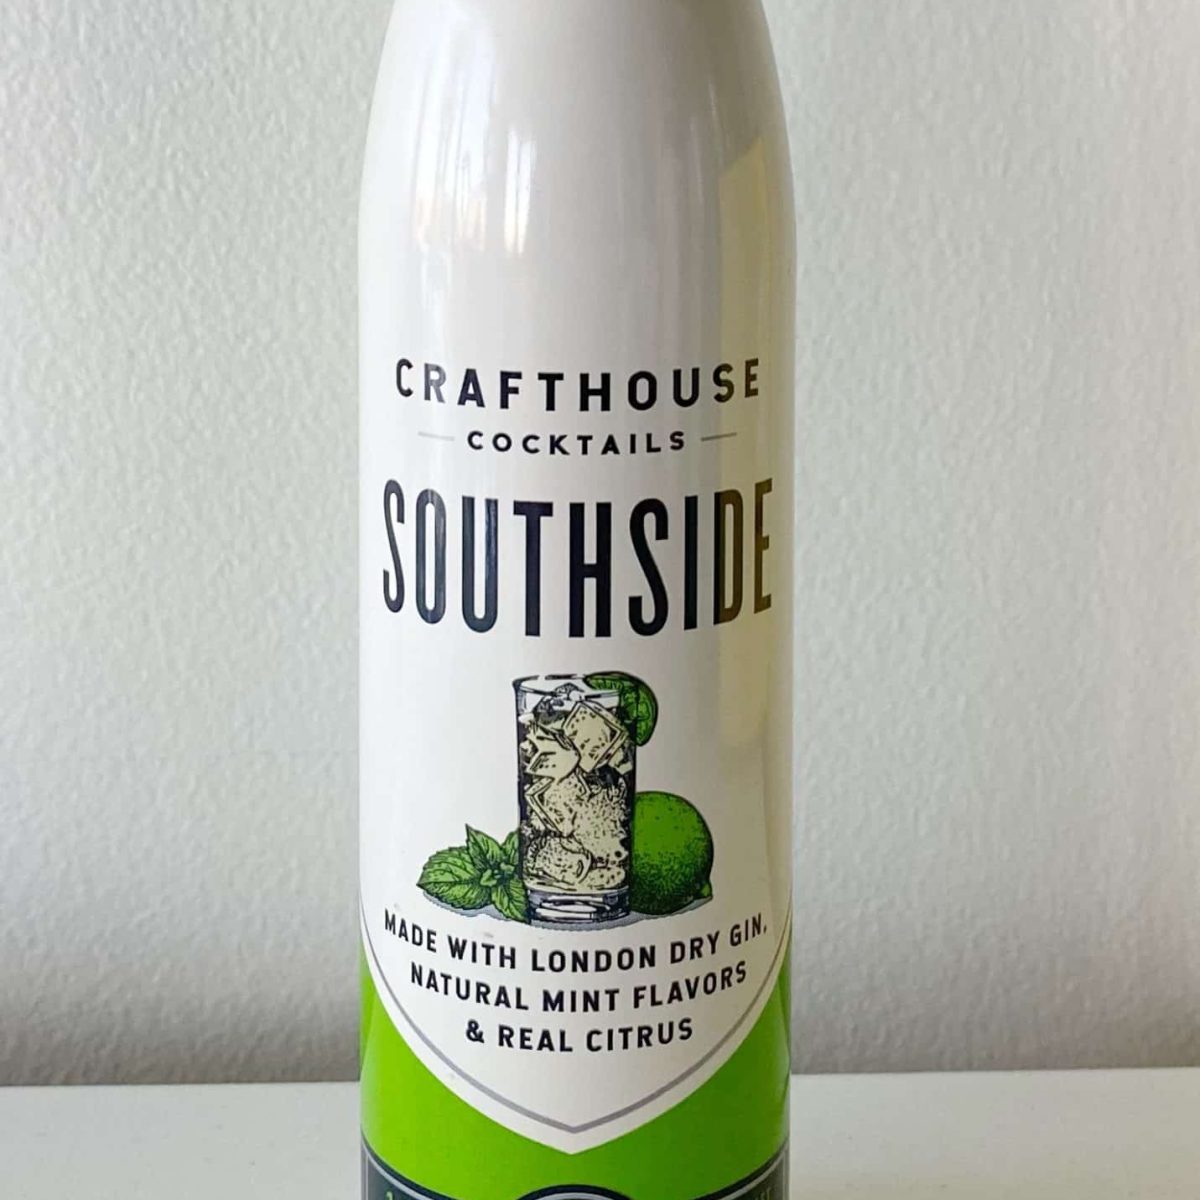 CRAFTHOUSE
COCKTAILS
SOUTHSIDE
MADE WITH LONDON DRY GIN,
NATURAL MINT FLAVORS
& REAL CITRUS